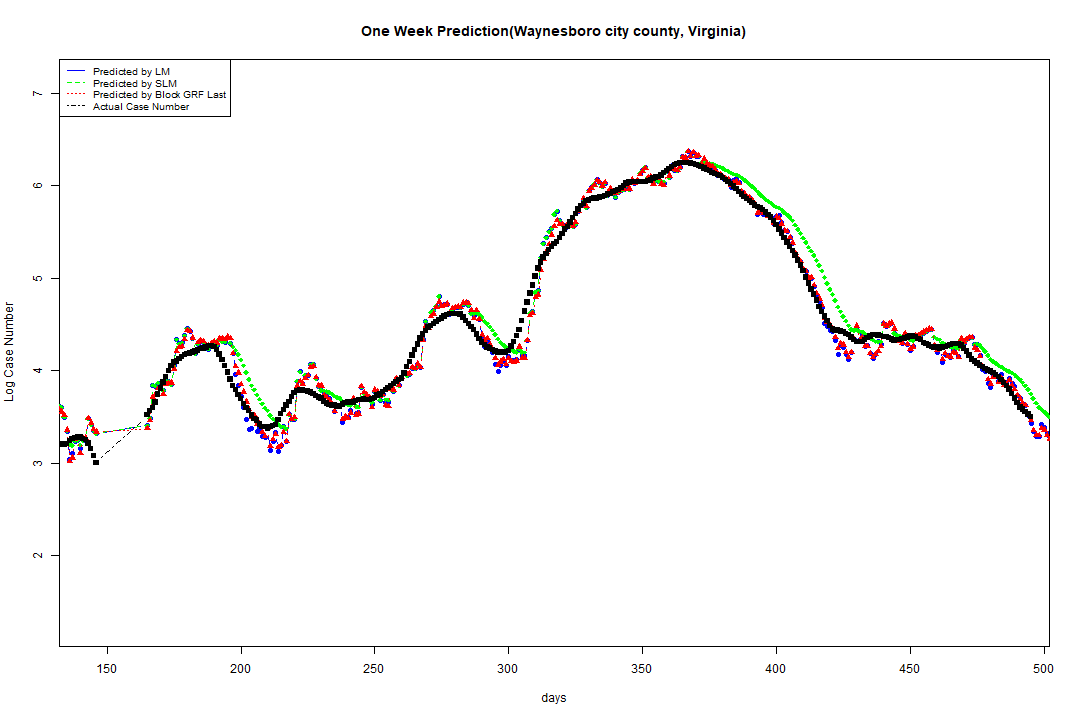 One Week Prediction(Waynesboro city county, Virginia)
Predicted by LM
Predicted by SLM
Predicted by Block GRF Last
Actual Case Number
7
6
5
4
3
2
Log Case Number
150 200 250 300 350 400 450 500
days